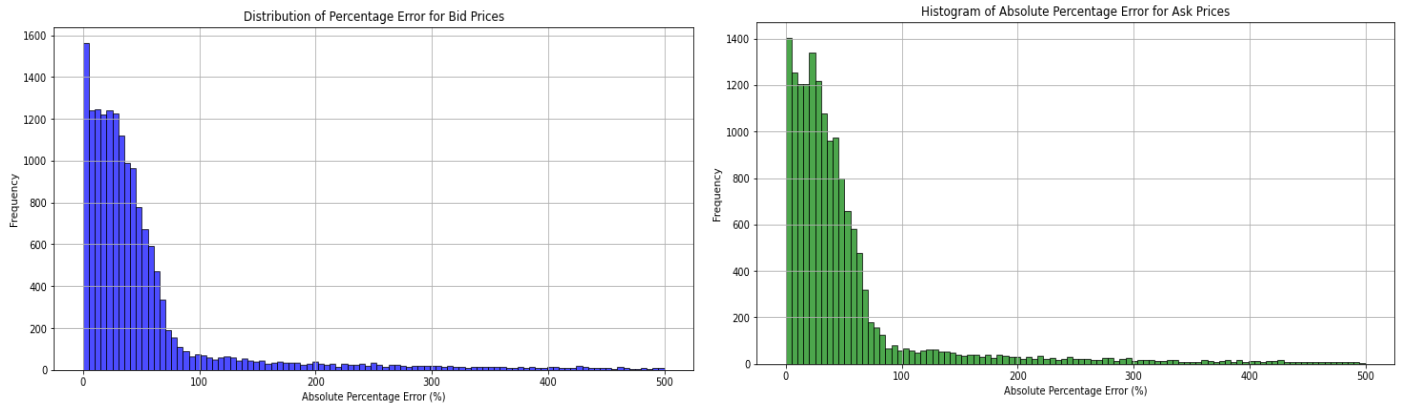 Distribution of Percentage Error for Bid Prices
1600
1400
1200
1000
800
600
400
200
0
Frequency
0 100 200 300 400 500
Absolute Percentage Error (%)
Histogram of Absolute Percentage Error for Ask Prices
1400
1200
1000
800
600
400
200
0
Frequency
0 100 200 300 400 500
Absolute Percentage Error (%)